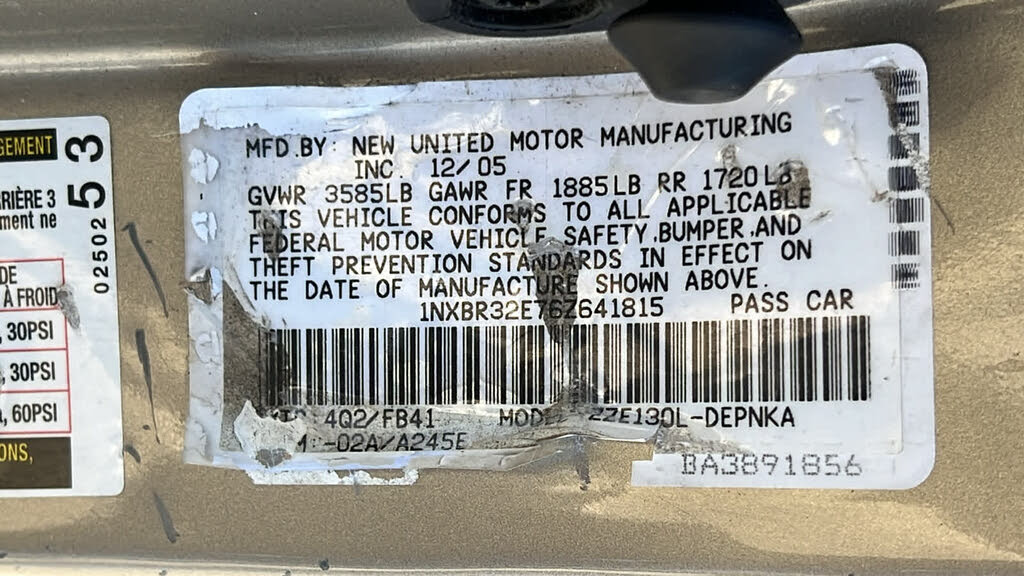 GEMENT
RIÈRE 3
ment ne
DE
À FROID
, 30PSI
, 30PSI
, 60PSI
ONS,
02502 53
MFD.BY: NEW UNITED MOTOR MANUFACTURING
INC. 12/05
GVWR 3585LB GAWR FR 1885LB RR 1720LB
THIS VEHICLE CONFORMS TO ALL APPLICABLE
FEDERAL MOTOR VEHICLE SAFETY,BUMPER,AND
THEFT PREVENTION STANDARDS IN EFFECT ON
THE DATE OF MANUFACTURE SHOWN ABOVE.
1NXBR32E76Z641815 PASS CAR
4Q2/FB41 MODEL ZZE130L-DEPNKA
-02A/A245E
BA3891856